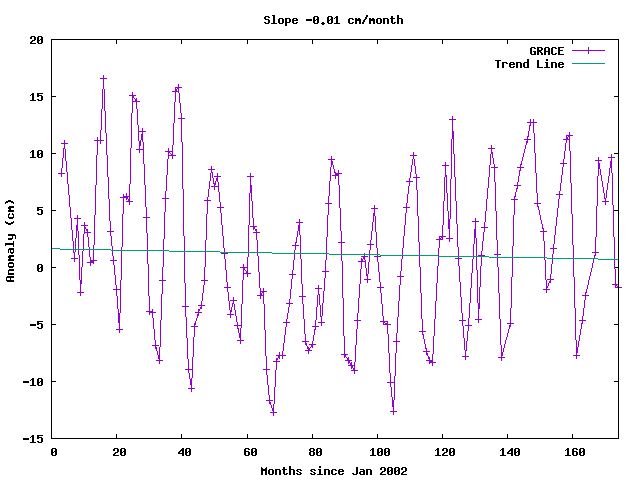 Slope -0.01 cm/month
GRACE
Trend Line
20
15
10
5
0
-5
-10
-15
Anomaly (cm)
0 20 40 60 80 100 120 140 160
Months since Jan 2002